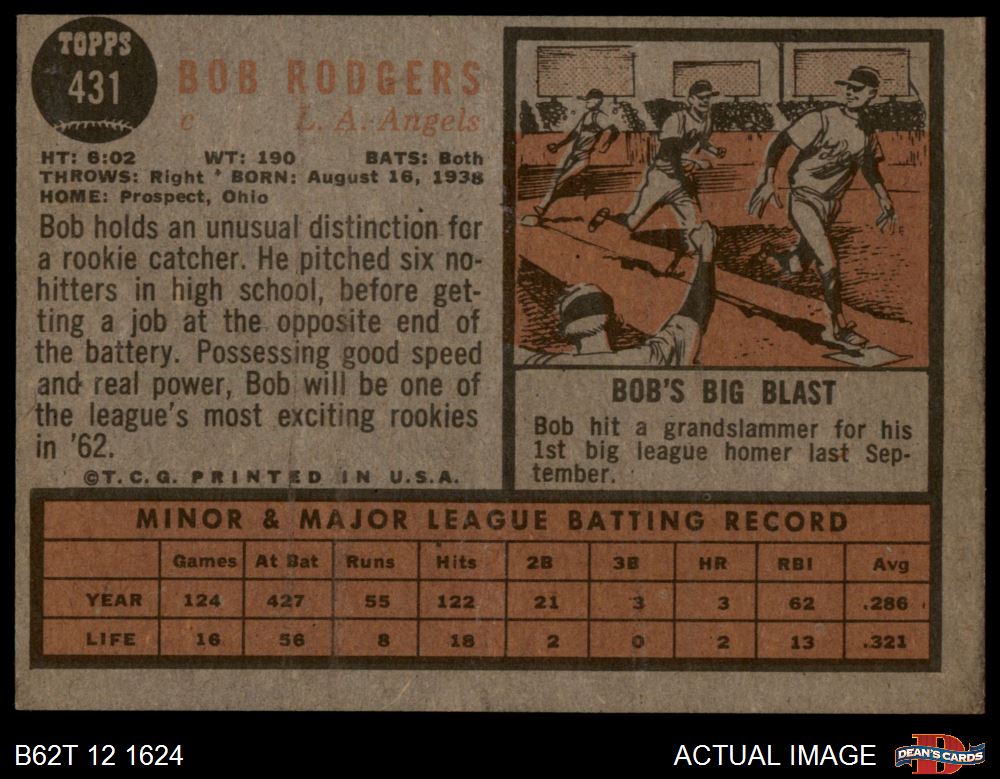 TOPPS
431
BOB RODGERS
c L. A. Angels
HT: 6:02 WT: 190 BATS: Both
THROWS: Right * BORN: August 16, 1938
HOME: Prospect, Ohio
Bob holds an unusual distinction for
a rookie catcher. He pitched six no-
hitters in high school, before get-
ting a job at the opposite end of
the battery. Possessing good speed
and real power, Bob will be one of
the league's most exciting rookies
in '62.
©T.C.G. PRINTED IN U.S.A.
BOB'S BIG BLAST
Bob hit a grandslammer for his
1st big league homer last Sep-
tember.
MINOR & MAJOR LEAGUE BATTING RECORD
Games At Bat Runs Hits 2B 3B HR RBI Avg
YEAR 124 427 55 122 21 3 3 62 .286
LIFE 16 56 8 18 2 0 2 13 .321
B62T 12 1624
ACTUAL IMAGE
DEAN'S CARDS